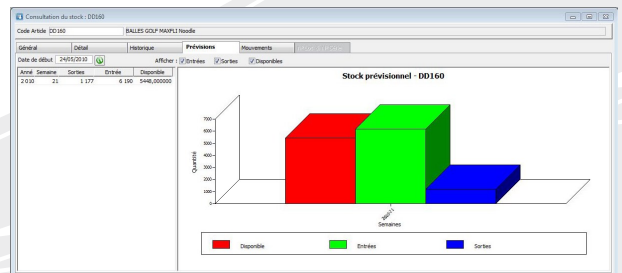 Consultation du stock : DD160
Code Article DD160 BALLES GOLF MAXFLI Noodle
Général Détail Historique Prévisions Mouvements
Date de début 24/05/2010 Afficher : Entrées Sorties Disponibles
Anné Semaine Sorties Entrée Disponible
2 010 21 1 177 6 190 5448,000000
Stock prévisionnel - DD160
7000
6000
5000
4000
3000
2000
1000
0
Quantité
Semaines
Disponible Entrées Sorties